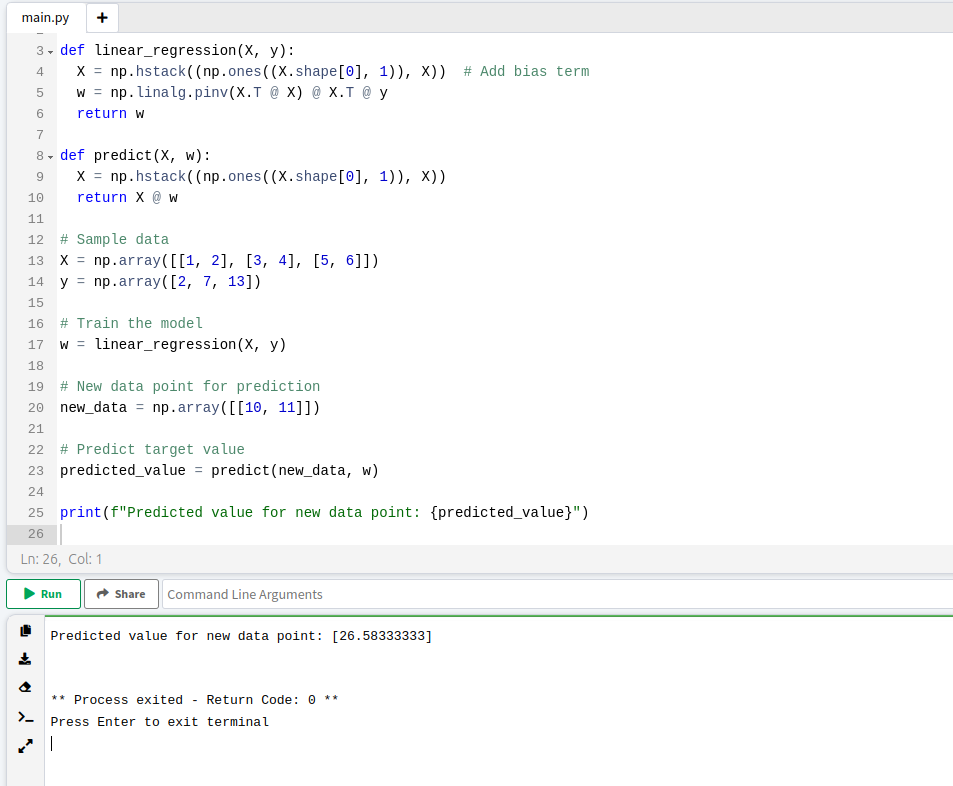 main.py +
3 def linear_regression(X, y):
4   X = np.hstack((np.ones((X.shape[0], 1)), X))  # Add bias term
5   w = np.linalg.pinv(X.T @ X) @ X.T @ y
6   return w
7
8 def predict(X, w):
9   X = np.hstack((np.ones((X.shape[0], 1)), X))
10   return X @ w
11
12 # Sample data
13 X = np.array([[1, 2], [3, 4], [5, 6]])
14 y = np.array([2, 7, 13])
15
16 # Train the model
17 w = linear_regression(X, y)
18
19 # New data point for prediction
20 new_data = np.array([[10, 11]])
21
22 # Predict target value
23 predicted_value = predict(new_data, w)
24
25 print(f"Predicted value for new data point: {predicted_value}")
26
Ln: 26, Col: 1
Run Share Command Line Arguments
Predicted value for new data point: [26.58333333]
** Process exited - Return Code: 0 **
Press Enter to exit terminal